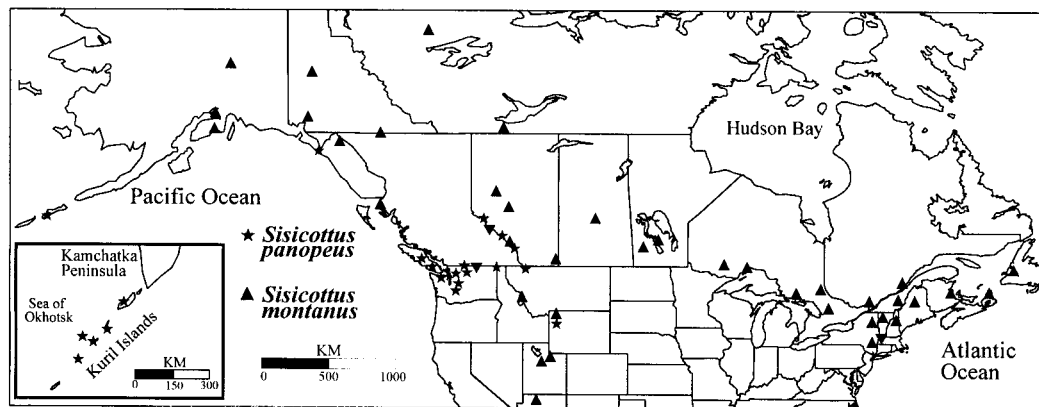 Hudson Bay
Pacific Ocean
Sisicottus
panopeus
Sisicottus
montanus
KM
0 500 1000
Kamchatka
Peninsula
Sea of
Okhotsk
Kuril Islands
KM
0 150 300
Atlantic
Ocean